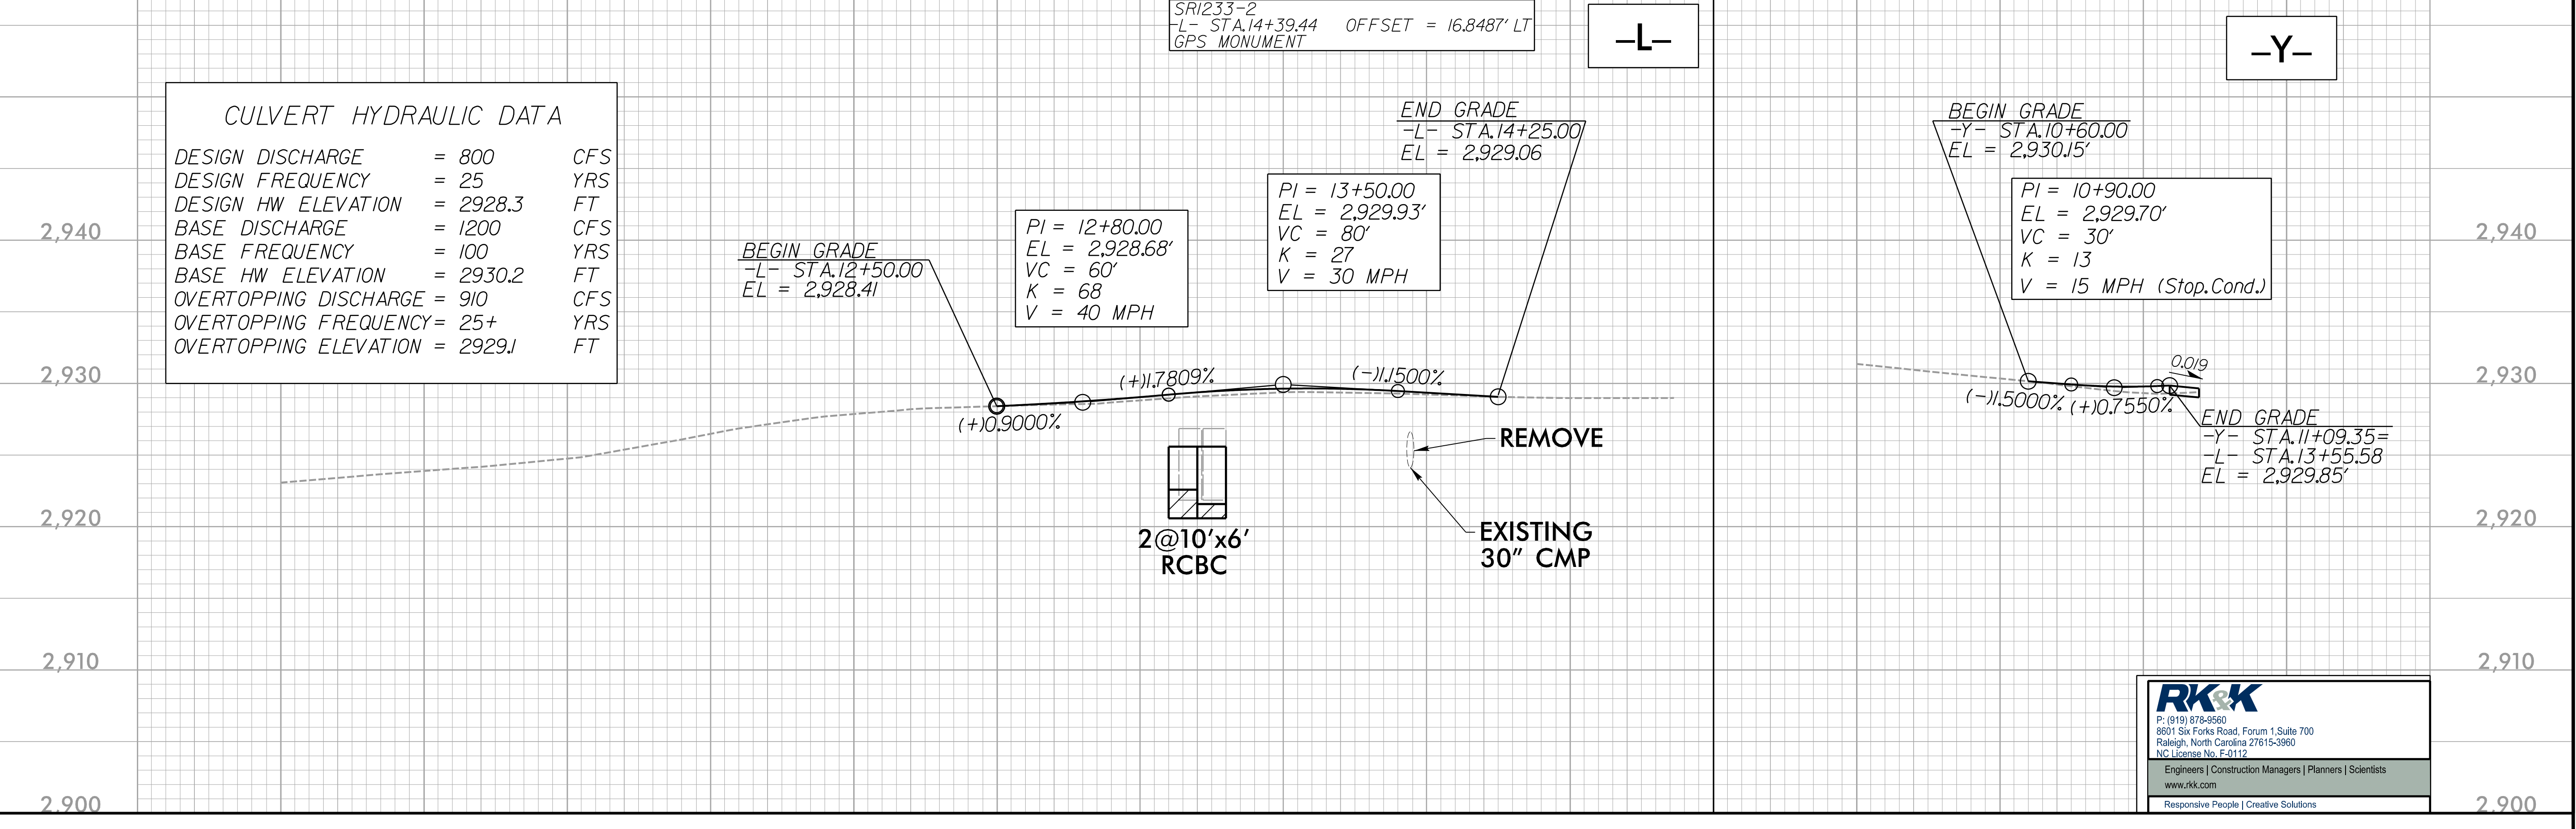 SR1233-2
-L- STA.14+39.44 OFFSET = 16.8487' LT
GPS MONUMENT
–L–
–Y–
CULVERT HYDRAULIC DATA
DESIGN DISCHARGE = 800 CFS
DESIGN FREQUENCY = 25 YRS
DESIGN HW ELEVATION = 2928.3 FT
BASE DISCHARGE = 1200 CFS
BASE FREQUENCY = 100 YRS
BASE HW ELEVATION = 2930.2 FT
OVERTOPPING DISCHARGE = 910 CFS
OVERTOPPING FREQUENCY= 25+ YRS
OVERTOPPING ELEVATION = 2929.1 FT
BEGIN GRADE
-L- STA.12+50.00
EL = 2,928.41
PI = 12+80.00
EL = 2,928.68'
VC = 60'
K = 68
V = 40 MPH
PI = 13+50.00
EL = 2,929.93'
VC = 80'
K = 27
V = 30 MPH
END GRADE
-L- STA.14+25.00
EL = 2,929.06
BEGIN GRADE
-Y- STA.10+60.00
EL = 2,930.15'
PI = 10+90.00
EL = 2,929.70'
VC = 30'
K = 13
V = 15 MPH (Stop.Cond.)
2,940
2,940
2,930
2,930
(+)0.9000%
(+)1.7809%
(-)1.1500%
(-)1.5000%
(+)0.7550%
0.019
END GRADE
-Y- STA.11+09.35=
-L- STA.13+55.58
EL = 2,929.85'
REMOVE
EXISTING
30" CMP
2@10'x6'
RCBC
2,920
2,920
2,910
2,910
2,900
2,900
RK&K
P: (919) 878-9560
8601 Six Forks Road, Forum 1,Suite 700
Raleigh, North Carolina 27615-3960
NC License No. F-0112
Engineers | Construction Managers | Planners | Scientists
www.rkk.com
Responsive People | Creative Solutions